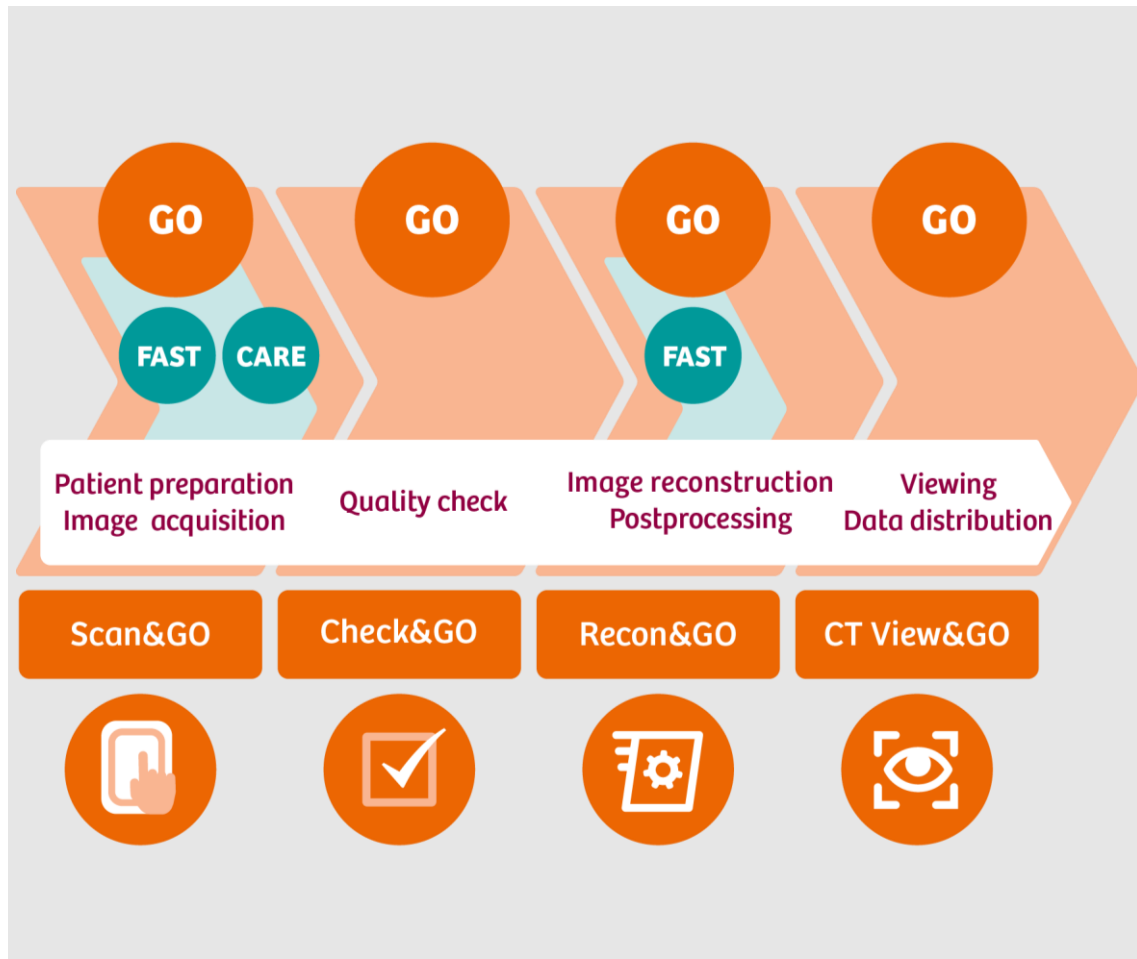 GO
GO
GO
GO
FAST
CARE
FAST
Patient preparation
Image acquisition
Quality check
Image reconstruction
Postprocessing
Viewing
Data distribution
Scan&GO
Check&GO
Recon&GO
CT View&GO